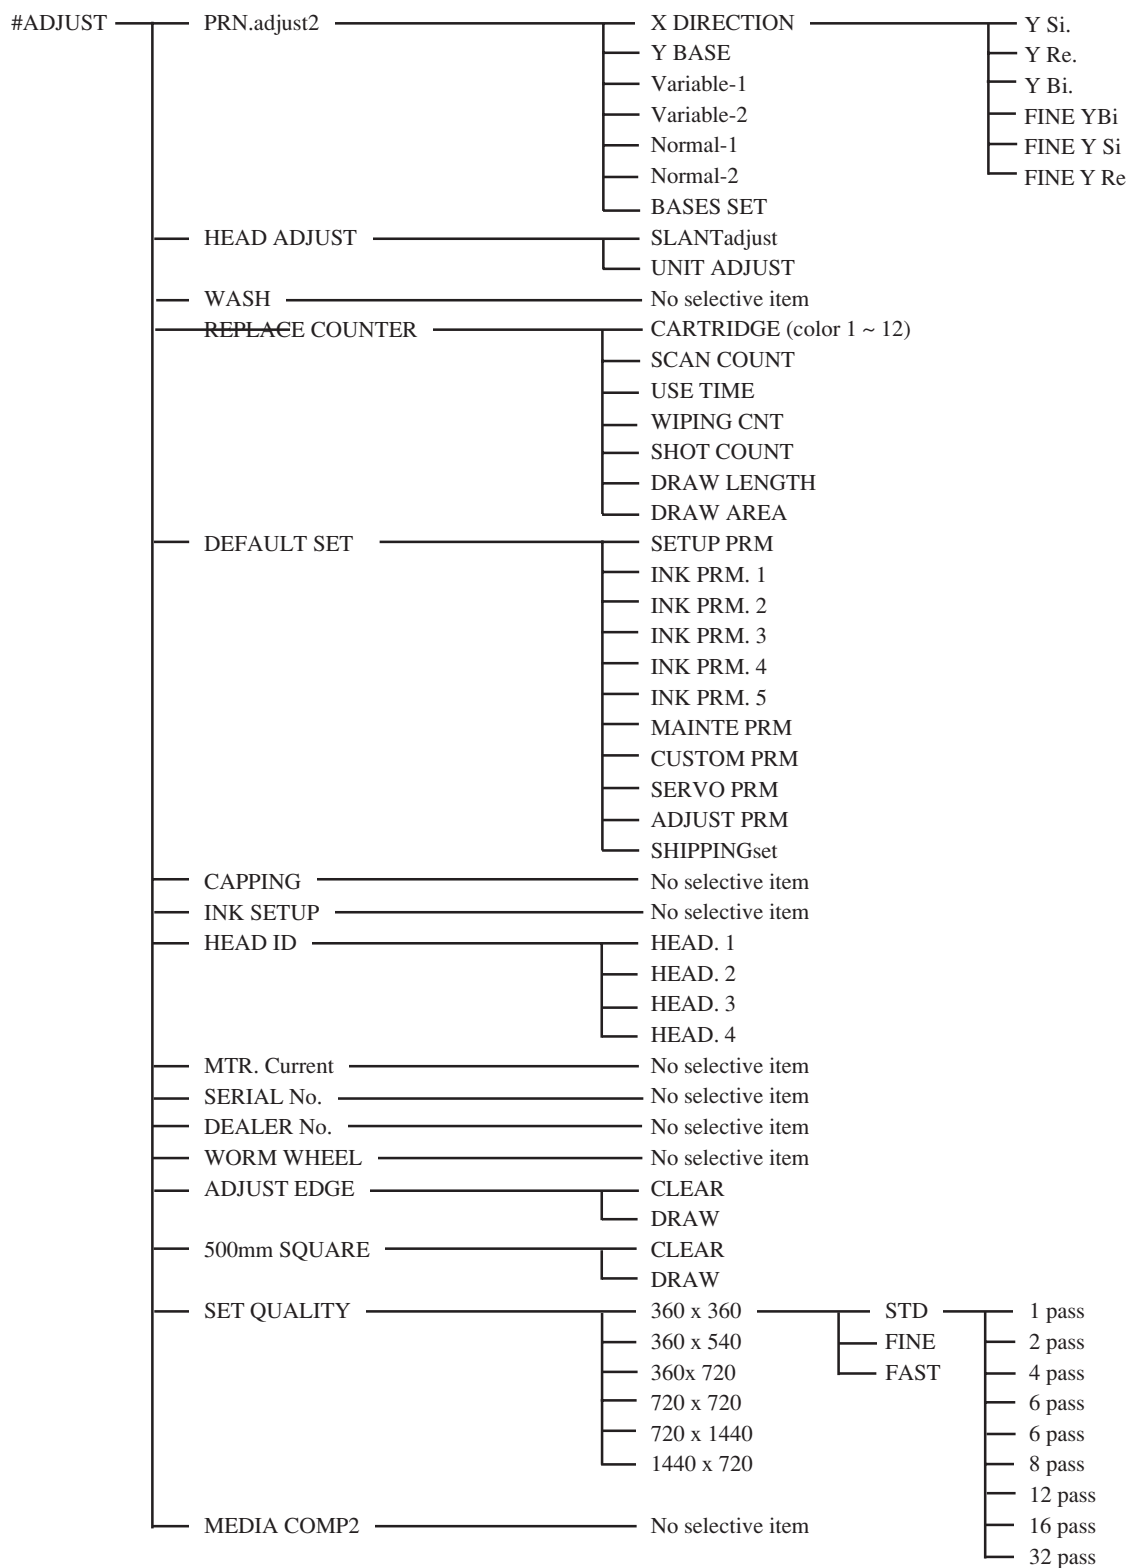 #ADJUST PRN.adjust2 X DIRECTION Y Si.
Y BASE Y Re.
Variable-1 Y Bi.
Variable-2 FINE YBi
Normal-1 FINE Y Si
Normal-2 FINE Y Re
BASES SET
HEAD ADJUST SLANTadjust
UNIT ADJUST
WASH No selective item
REPLACE COUNTER CARTRIDGE (color 1 ~ 12)
SCAN COUNT
USE TIME
WIPING CNT
SHOT COUNT
DRAW LENGTH
DRAW AREA
DEFAULT SET SETUP PRM
INK PRM. 1
INK PRM. 2
INK PRM. 3
INK PRM. 4
INK PRM. 5
MAINTE PRM
CUSTOM PRM
SERVO PRM
ADJUST PRM
SHIPPINGset
CAPPING No selective item
INK SETUP No selective item
HEAD ID HEAD. 1
HEAD. 2
HEAD. 3
HEAD. 4
MTR. Current No selective item
SERIAL No. No selective item
DEALER No. No selective item
WORM WHEEL No selective item
ADJUST EDGE CLEAR
DRAW
500mm SQUARE CLEAR
DRAW
SET QUALITY 360 x 360 STD 1 pass
360 x 540 FINE 2 pass
360x 720 FAST 4 pass
720 x 720 6 pass
720 x 1440 6 pass
1440 x 720 8 pass
12 pass
MEDIA COMP2 No selective item 16 pass
32 pass